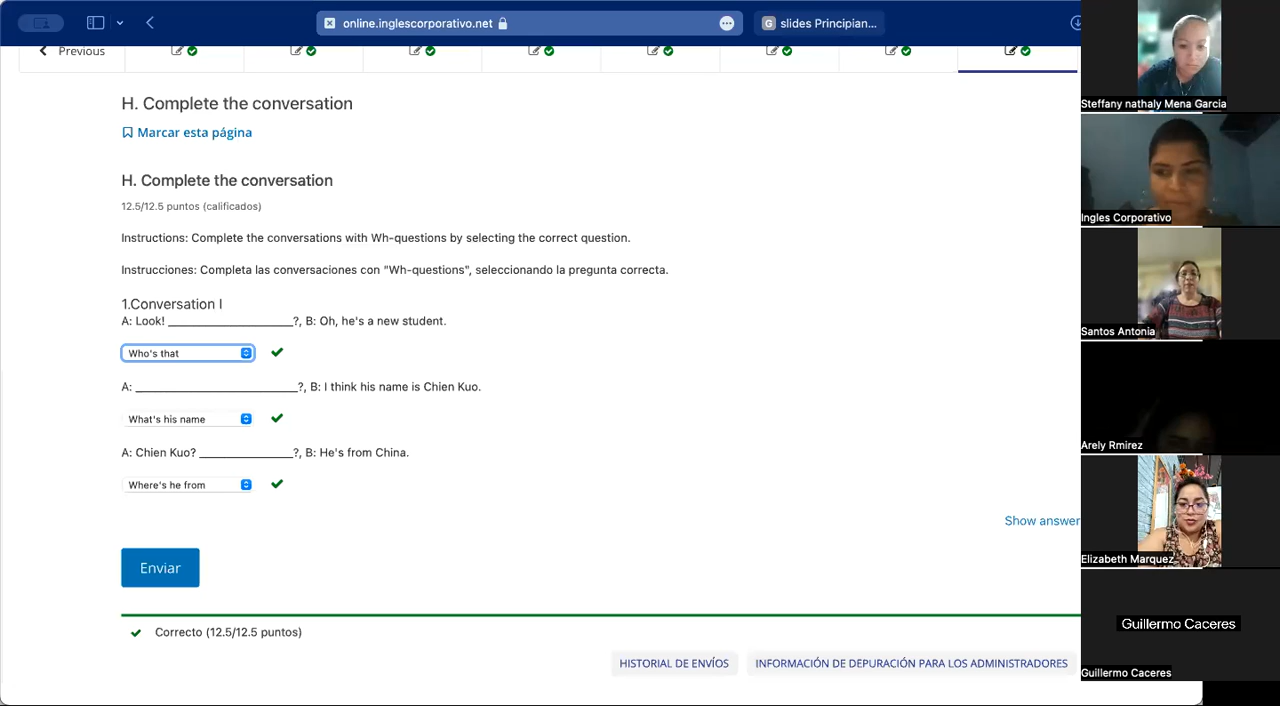 online.inglescorporativo.net
G slides Principian...
Previous
H. Complete the conversation
Marcar esta página
H. Complete the conversation
12.5/12.5 puntos (calificados)
Instructions: Complete the conversations with Wh-questions by selecting the correct question.
Instrucciones: Completa las conversaciones con "Wh-questions", seleccionando la pregunta correcta.
1.Conversation I
A: Look! ____________________?, B: Oh, he's a new student.
Who's that
A: __________________________?, B: I think his name is Chien Kuo.
What's his name
A: Chien Kuo? _______________?, B: He's from China.
Where's he from
Show answer
Enviar
Correcto (12.5/12.5 puntos)
HISTORIAL DE ENVÍOS
INFORMACIÓN DE DEPURACIÓN PARA LOS ADMINISTRADORES
Steffany nathaly Mena Garcia
Ingles Corporativo
Santos Antonia
Arely Rmirez
Elizabeth Marquez
Guillermo Caceres
Guillermo Caceres